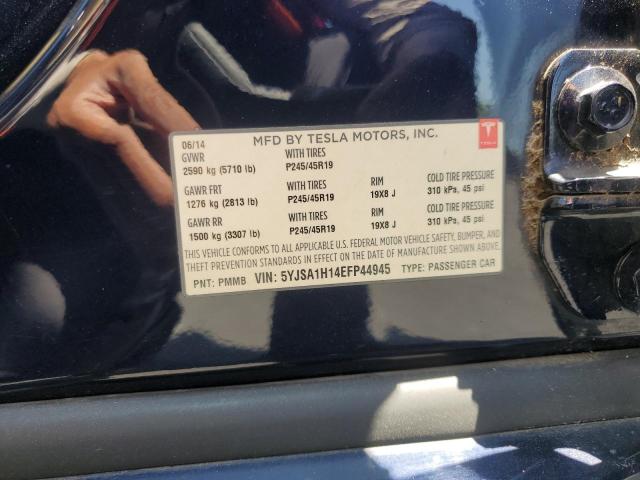 06/14 MFD BY TESLA MOTORS, INC.
GVWR WITH TIRES
2590 kg (5710 lb) P245/45R19
TESLA
GAWR FRT WITH TIRES RIM COLD TIRE PRESSURE
1276 kg (2813 lb) P245/45R19 19X8 J 310 kPa, 45 psi
GAWR RR WITH TIRES RIM COLD TIRE PRESSURE
1500 kg (3307 lb) P245/45R19 19X8 J 310 kPa, 45 psi
THIS VEHICLE CONFORMS TO ALL APPLICABLE U.S. FEDERAL MOTOR VEHICLE SAFETY, BUMPER, AND
THEFT PREVENTION STANDARDS IN EFFECT ON THE DATE OF MANUFACTURE SHOWN ABOVE.
PNT: PMMB VIN: 5YJSA1H14EFP44945 TYPE: PASSENGER CAR